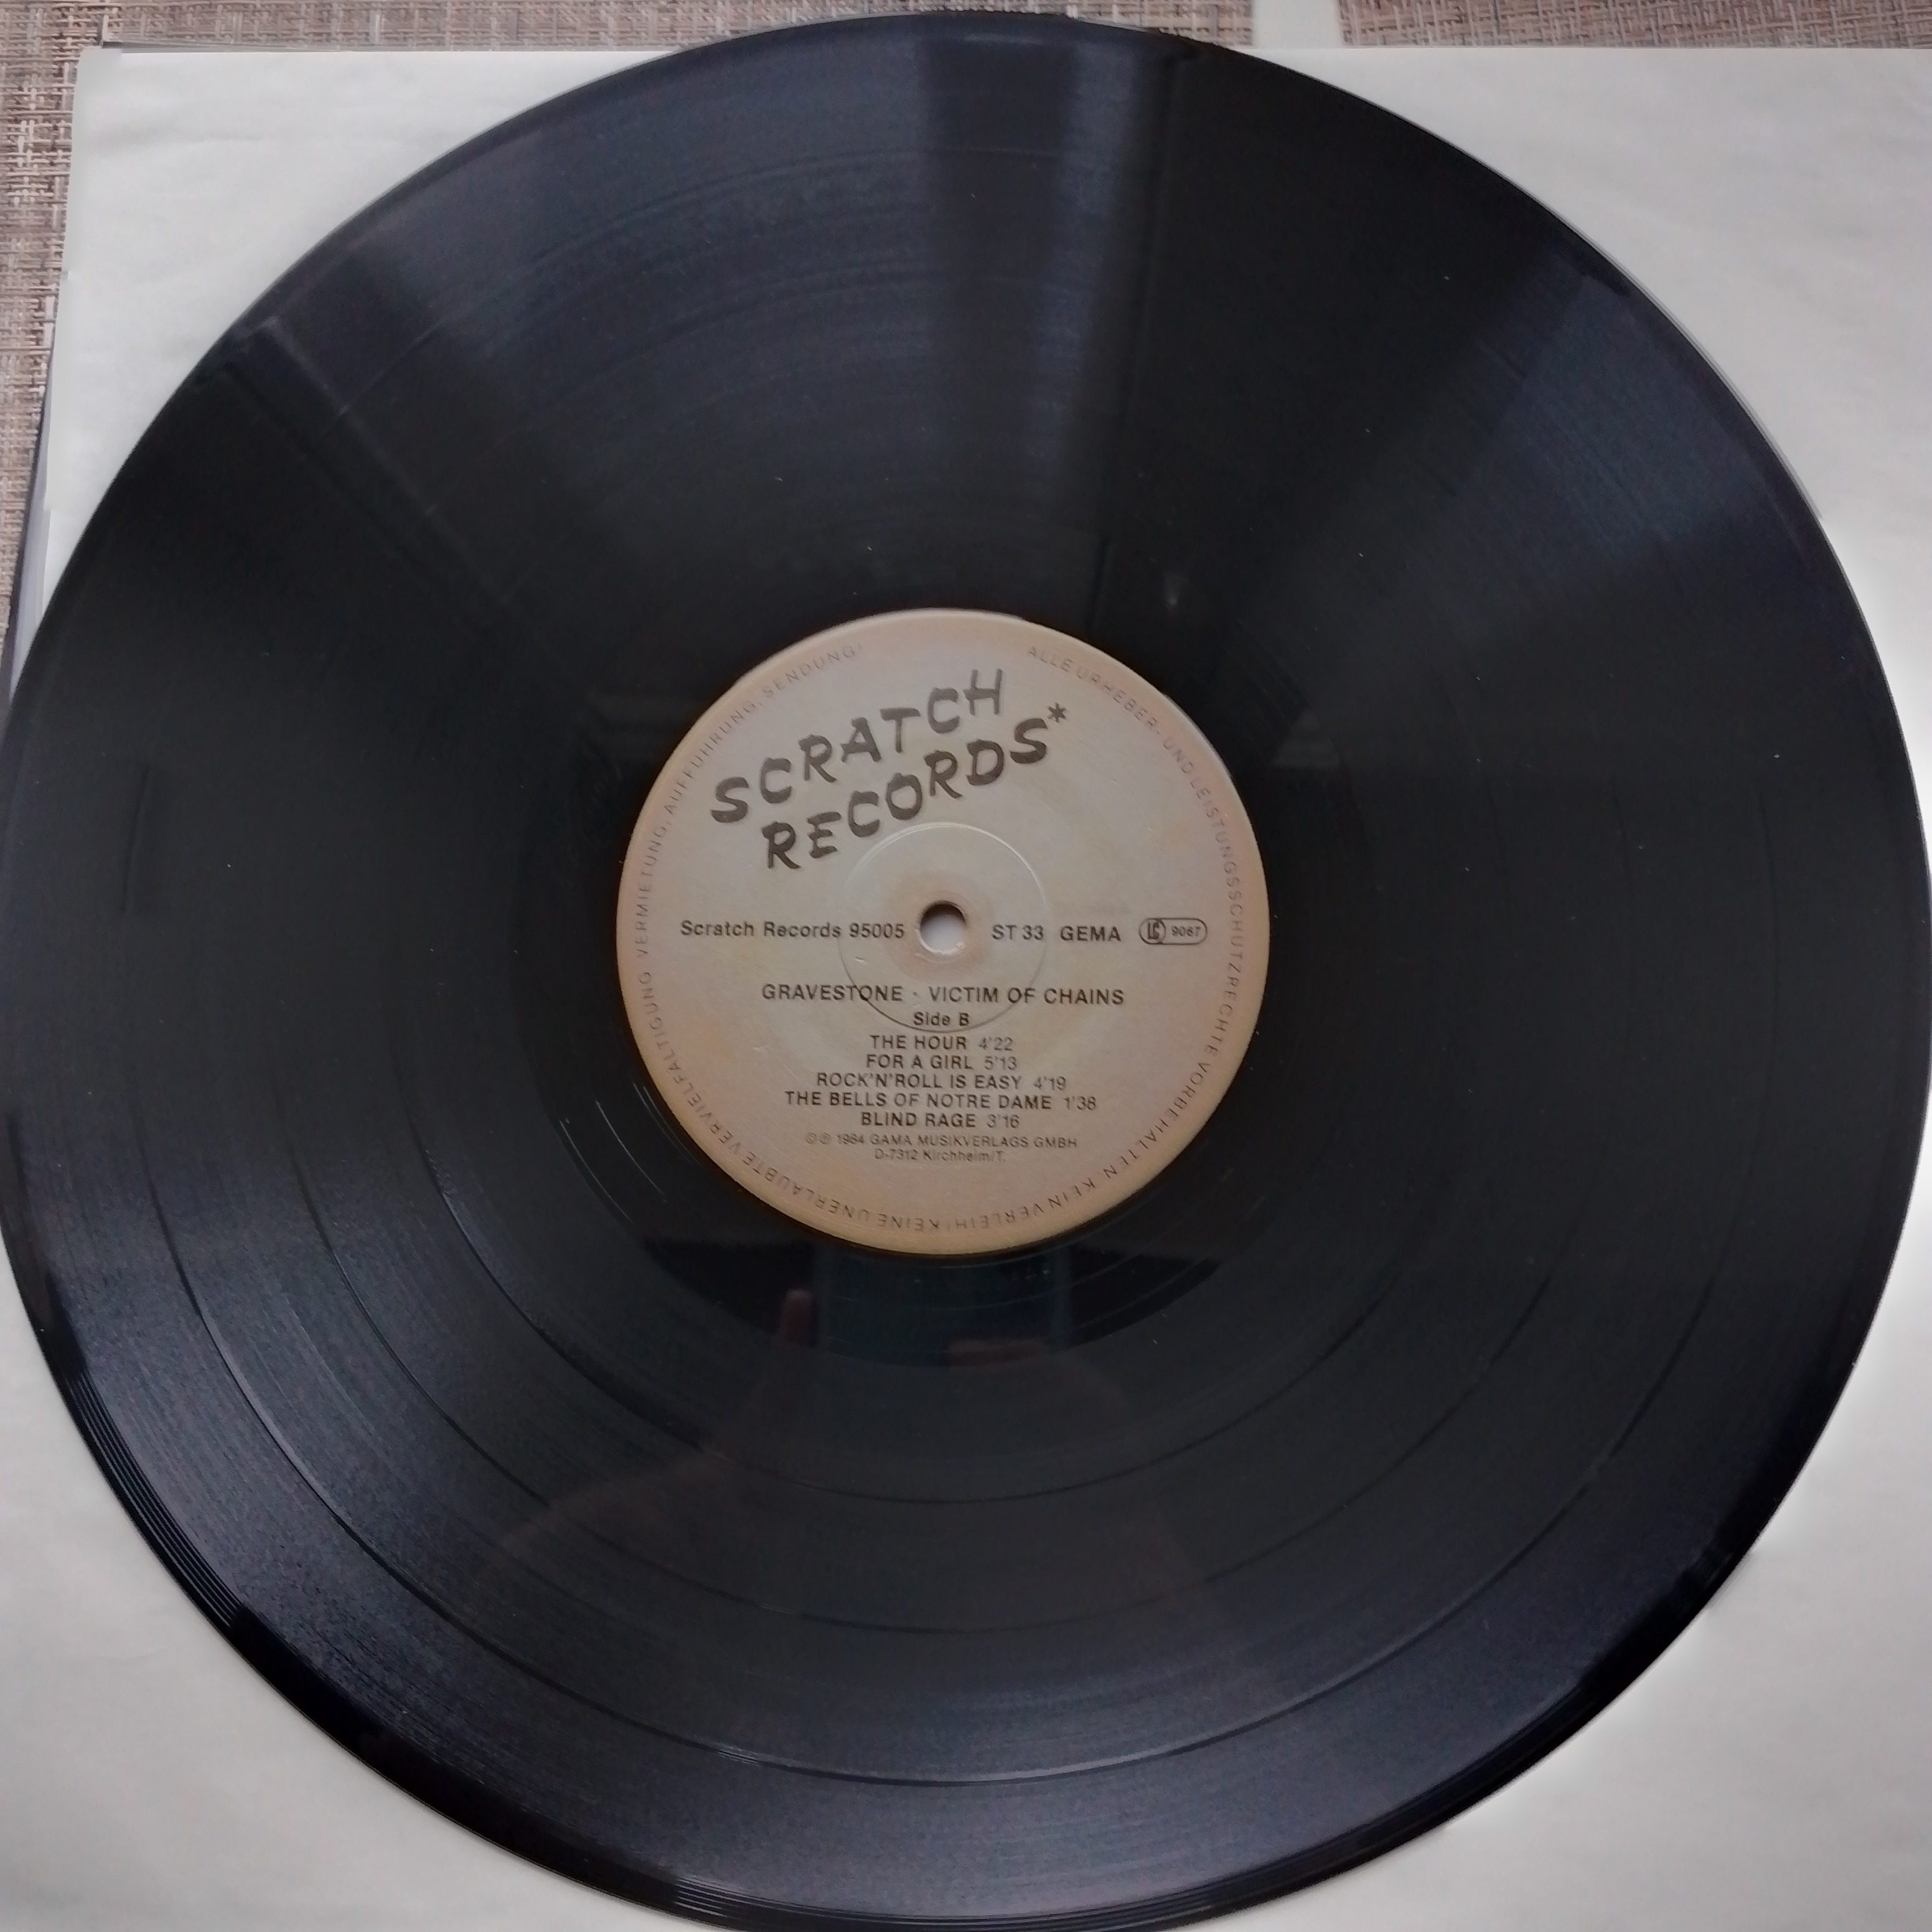 SCRATCH
RECORDS*
Scratch Records 95005 ST 33 GEMA LC 9067
GRAVESTONE · VICTIM OF CHAINS
Side B
THE HOUR 4'22
FOR A GIRL 5'13
ROCK'N'ROLL IS EASY 4'19
THE BELLS OF NOTRE DAME 1'38
BLIND RAGE 3'16
©℗ 1984 GAMA MUSIKVERLAGS GMBH
D-7312 Kirchheim/T.
ALLE URHEBER- UND LEISTUNGSSCHUTZRECHTE VORBEHALTEN KEIN VERLEIH! KEINE UNERLAUBTE VERVIELFÄLTIGUNG VERMIETUNG, AUFFÜHRUNG, SENDUNG!